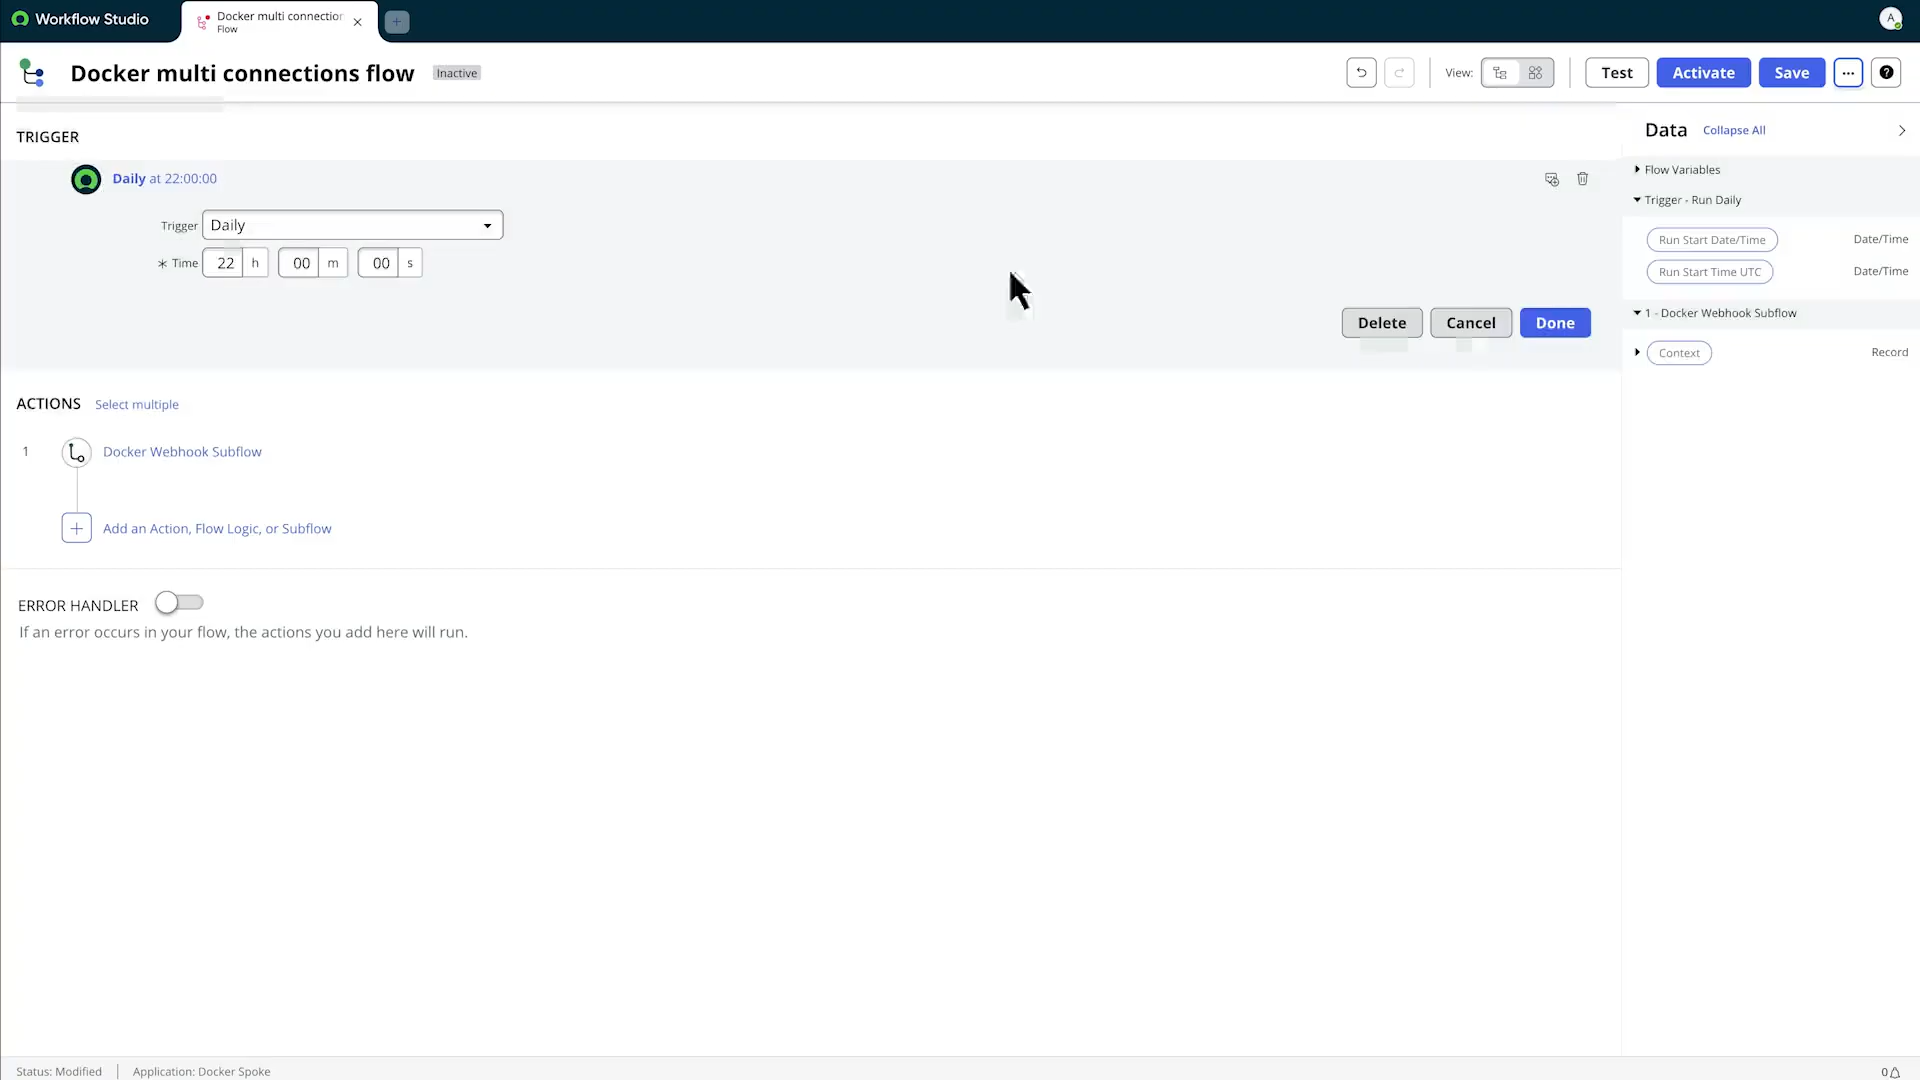 Workflow Studio
Docker multi connection
Flow
A
Docker multi connections flow
Inactive
View:
Test
Activate
Save
TRIGGER
Daily at 22:00:00
Trigger
Daily
* Time
22 h
00 m
00 s
Delete
Cancel
Done
ACTIONS
Select multiple
1
Docker Webhook Subflow
Add an Action, Flow Logic, or Subflow
ERROR HANDLER
If an error occurs in your flow, the actions you add here will run.
Data
Collapse All
Flow Variables
Trigger - Run Daily
Run Start Date/Time
Date/Time
Run Start Time UTC
Date/Time
1 - Docker Webhook Subflow
Context
Record
Status: Modified
Application: Docker Spoke
0